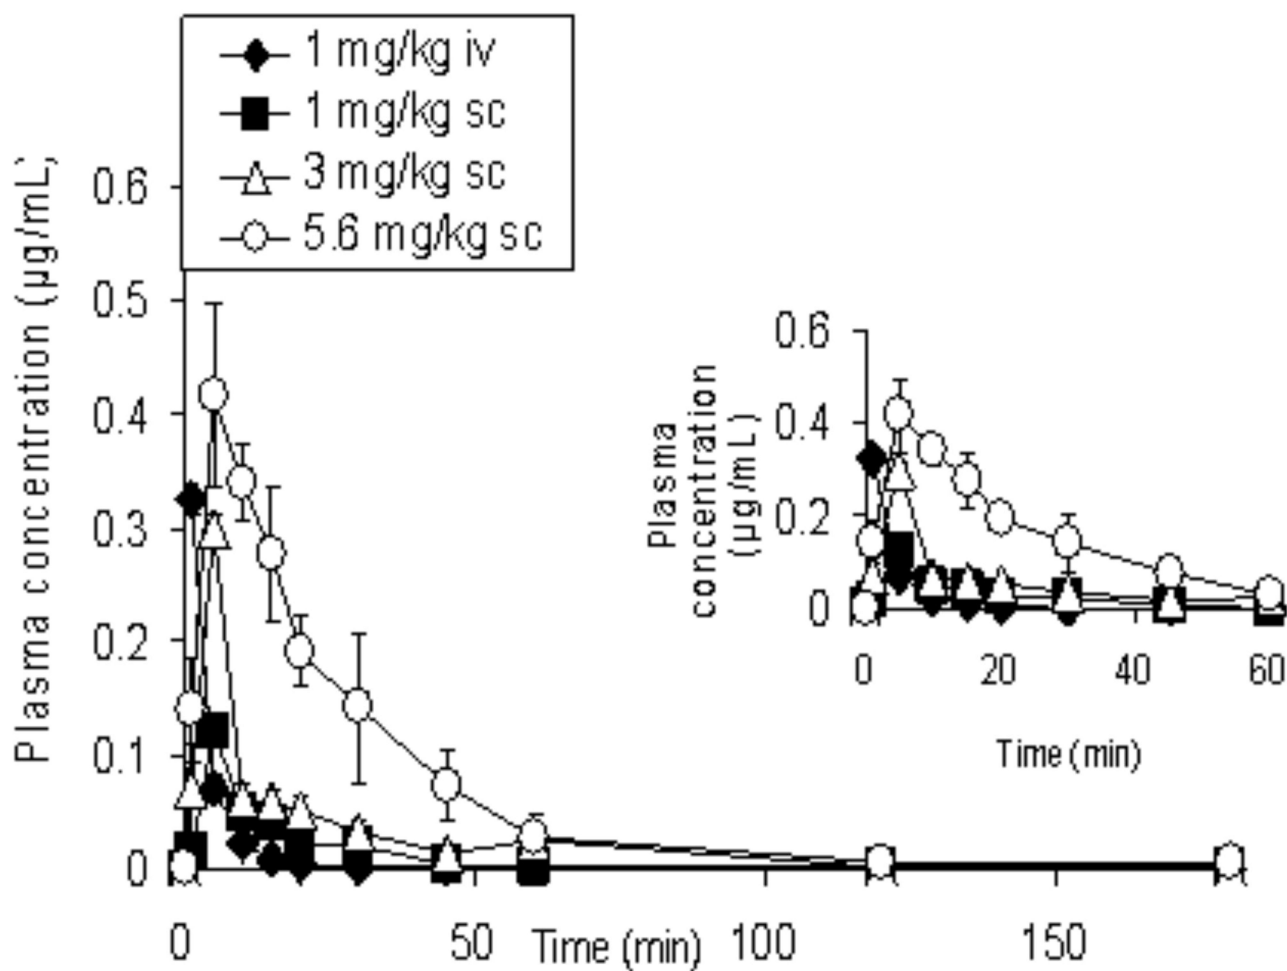 1 mg/kg iv
1 mg/kg sc
3 mg/kg sc
5.6 mg/kg sc
Plasma concentration (µg/mL)
0.6
0.5
0.4
0.3
0.2
0.1
0
0
50
Time (min)
100
150
Plasma
concentration
(µg/mL)
0.6
0.4
0.2
0
0
20
40
60
Time (min)